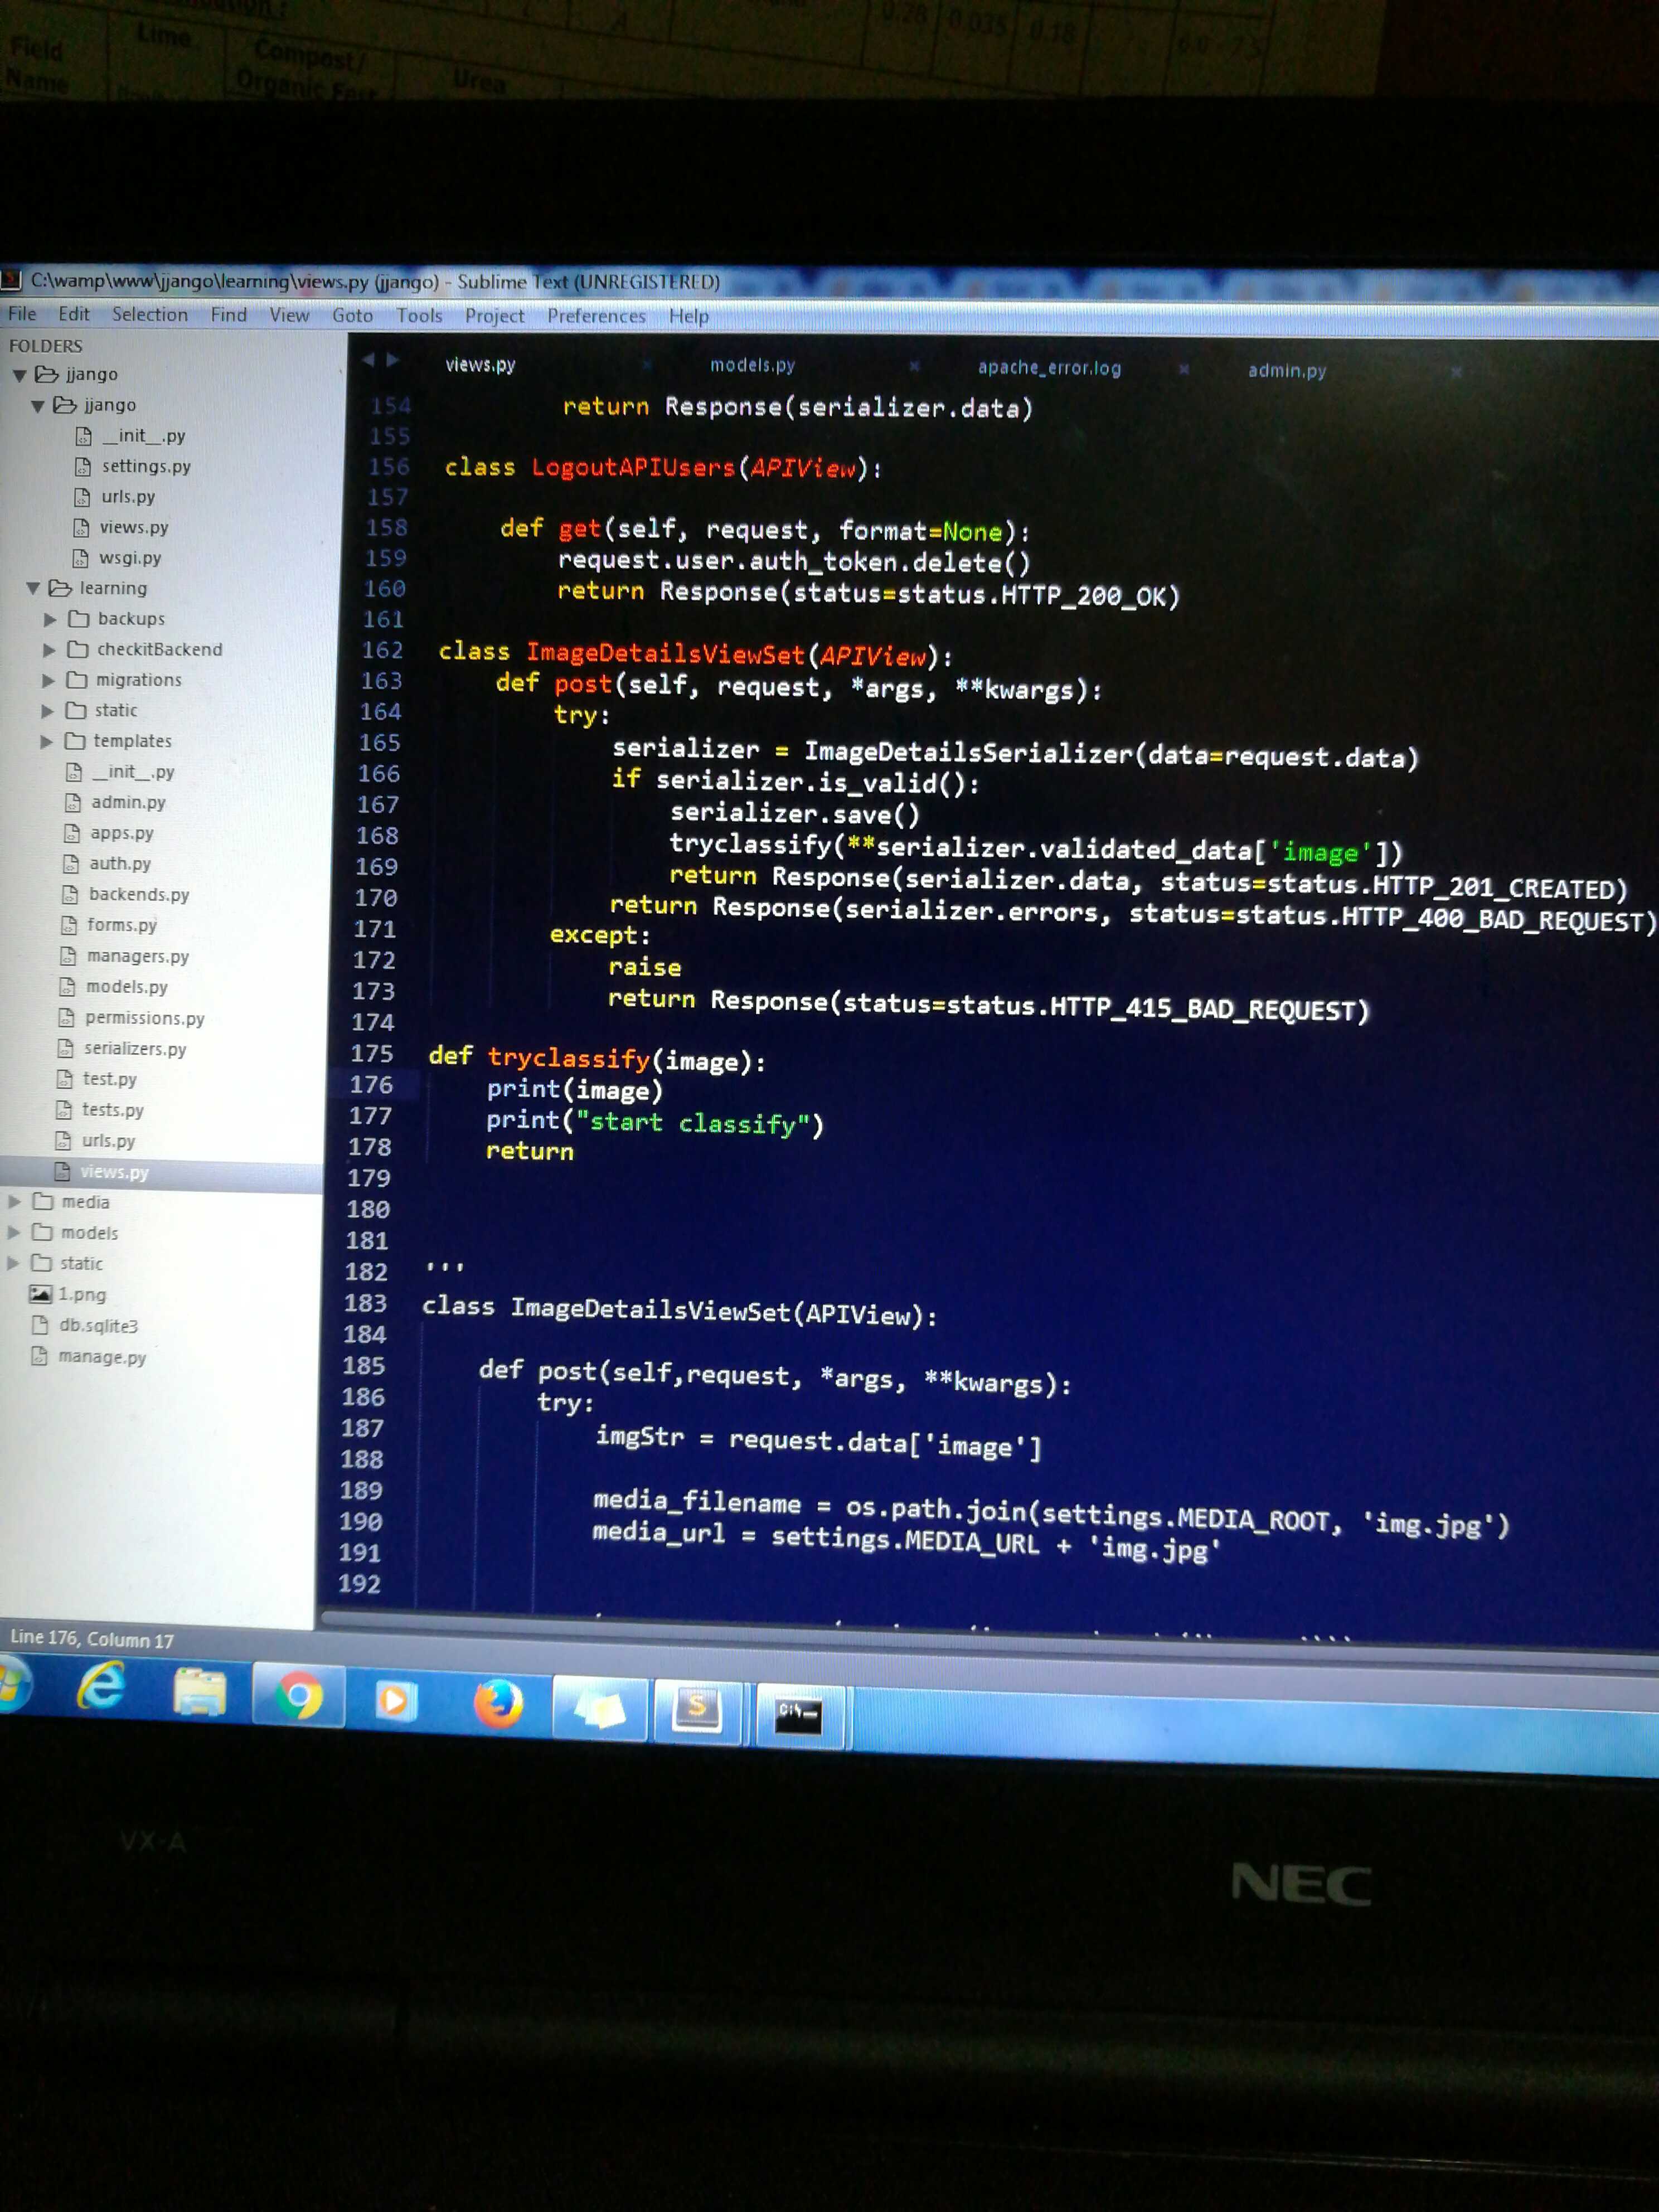 Field Lime Compost/ A 0.28 0.035 0.18
Name Organic Urea
C:\wamp\www\jjango\learning\views.py (jjango) - Sublime Text (UNREGISTERED)
File Edit Selection Find View Goto Tools Project Preferences Help
FOLDERS
jjango
jjango
__init__.py
settings.py
urls.py
views.py
wsgi.py
learning
backups
checkitBackend
migrations
static
templates
__init__.py
admin.py
apps.py
auth.py
backends.py
forms.py
managers.py
models.py
permissions.py
serializers.py
test.py
tests.py
urls.py
views.py
media
models
static
1.png
db.sqlite3
manage.py
views.py models.py apache_error.log admin.py
154 return Response(serializer.data)
155
156 class LogoutAPIUsers(APIView):
157
158 def get(self, request, format=None):
159 request.user.auth_token.delete()
160 return Response(status=status.HTTP_200_OK)
161
162 class ImageDetailsViewSet(APIView):
163 def post(self, request, *args, **kwargs):
164 try:
165 serializer = ImageDetailsSerializer(data=request.data)
166 if serializer.is_valid():
167 serializer.save()
168 tryclassify(**serializer.validated_data['image'])
169 return Response(serializer.data, status=status.HTTP_201_CREATED)
170 return Response(serializer.errors, status=status.HTTP_400_BAD_REQUEST)
171 except:
172 raise
173 return Response(status=status.HTTP_415_BAD_REQUEST)
174
175 def tryclassify(image):
176 print(image)
177 print("start classify")
178 return
179
180
181
182 '''
183 class ImageDetailsViewSet(APIView):
184
185 def post(self,request, *args, **kwargs):
186 try:
187 imgStr = request.data['image']
188
189 media_filename = os.path.join(settings.MEDIA_ROOT, 'img.jpg')
190 media_url = settings.MEDIA_URL + 'img.jpg'
191
192
Line 176, Column 17
VX-A
NEC